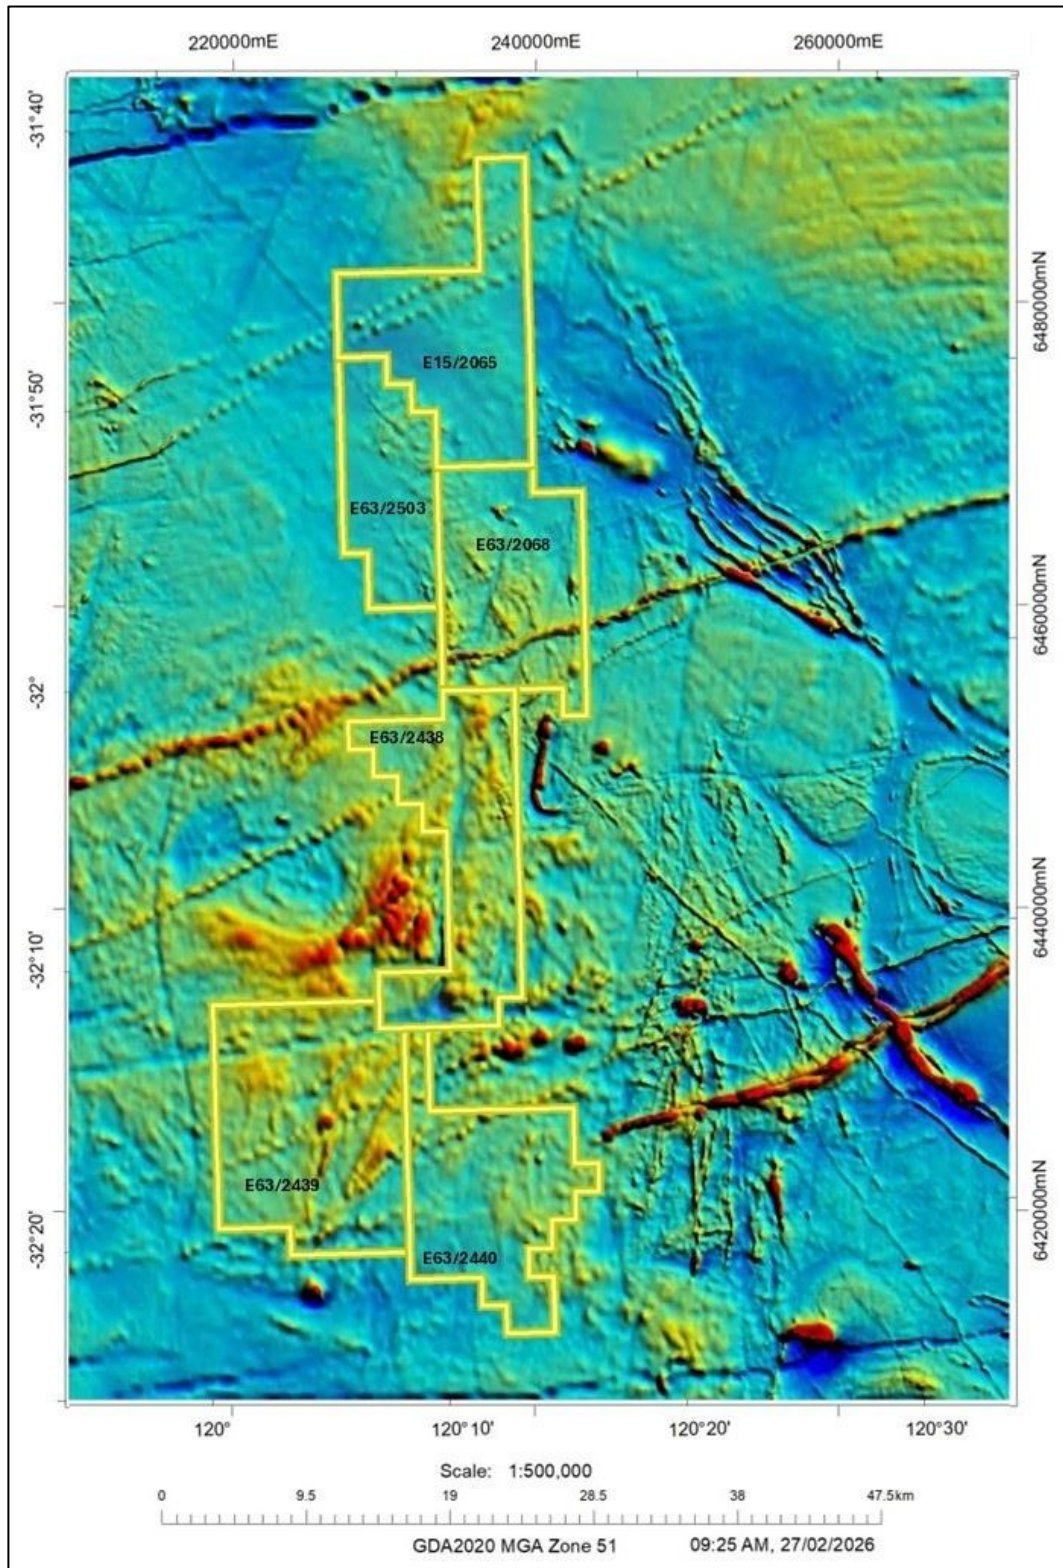 220000mE 240000mE 260000mE
-31°40'
6480000mN
E15/2065
-31°50'
E63/2503
E63/2068
6460000mN
-32°
E63/2438
6440000mN
-32°10'
E63/2439
6420000mN
-32°20'
E63/2440
120° 120°10' 120°20' 120°30'
Scale: 1:500,000
0 9.5 19 28.5 38 47.5km
GDA2020 MGA Zone 51 09:25 AM, 27/02/2026